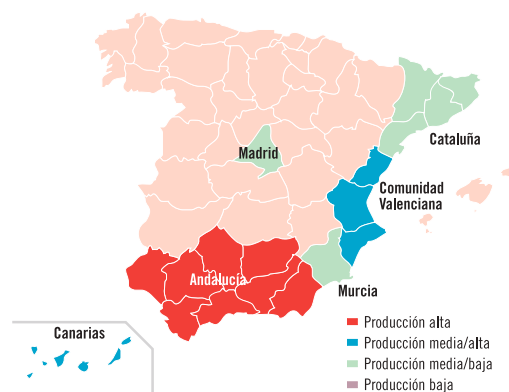 Cataluña
Madrid
Comunidad
Valenciana
Andalucía
Murcia
Canarias
Producción alta
Producción media/alta
Producción media/baja
Producción baja